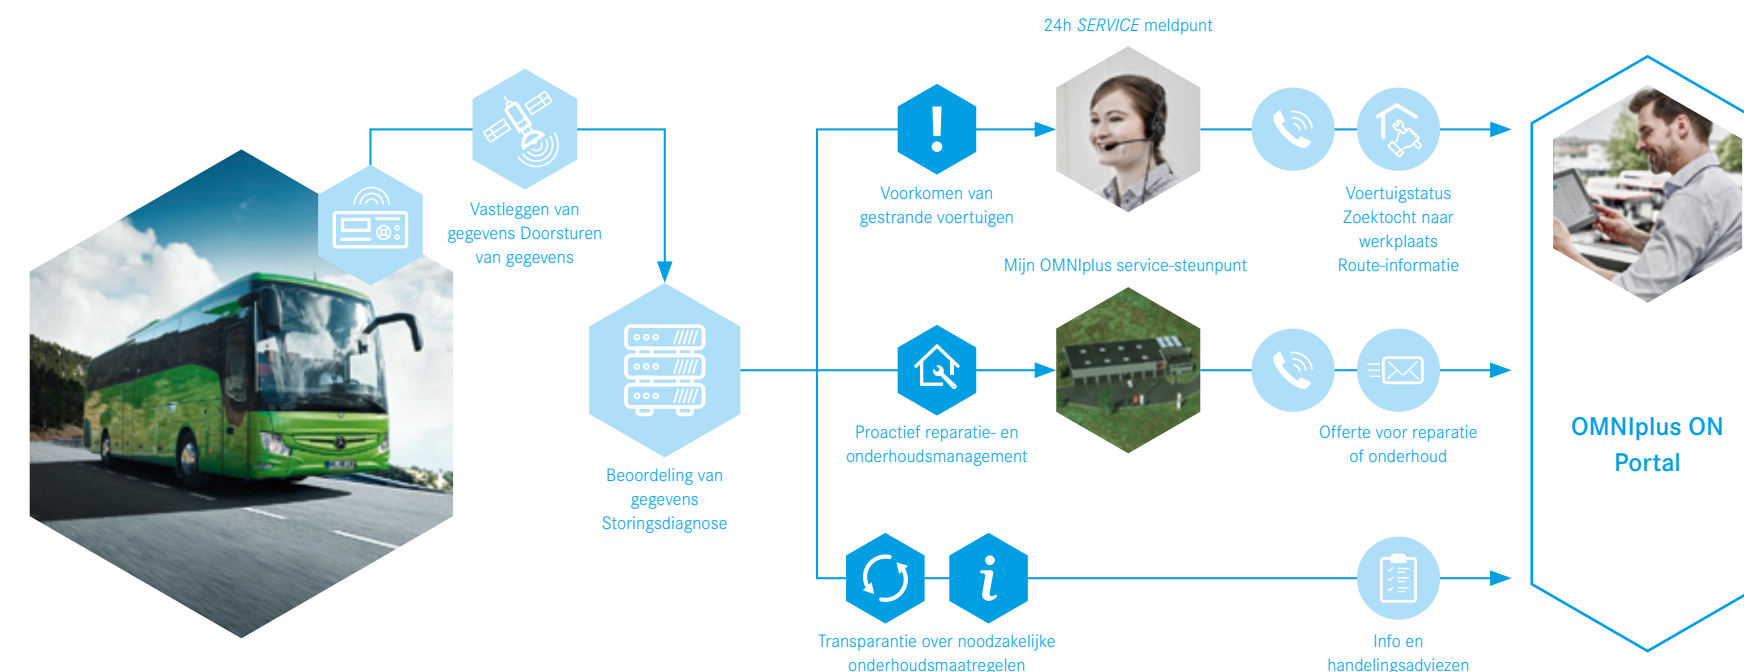 24h SERVICE meldpunt
Vastleggen van
gegevens Doorsturen
van gegevens
Beoordeling van
gegevens
Storingsdiagnose
Voorkomen van
gestrande voertuigen
Voertuigstatus
Zoektocht naar
werkplaats
Route-informatie
Mijn OMNIplus service-steunpunt
Proactief reparatie- en
onderhoudsmanagement
Offerte voor reparatie
of onderhoud
Transparantie over noodzakelijke
onderhoudsmaatregelen
Info en
handelingsadviezen
OMNIplus ON
Portal